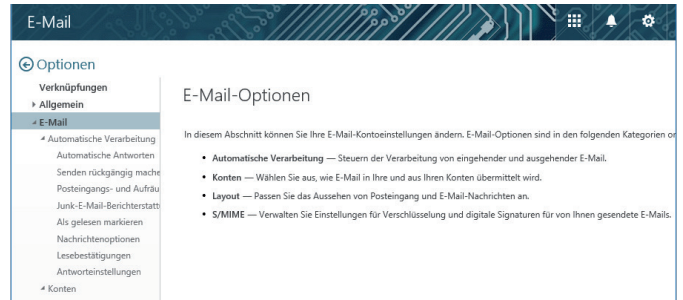 E-Mail
Optionen
Verknüpfungen
Allgemein
E-Mail
Automatische Verarbeitung
Automatische Antworten
Senden rückgängig mache
Posteingangs- und Aufräu
Junk-E-Mail-Berichterstatt
Als gelesen markieren
Nachrichtenoptionen
Lesebestätigungen
Antworteinstellungen
Konten
E-Mail-Optionen
In diesem Abschnitt können Sie Ihre E-Mail-Kontoeinstellungen ändern. E-Mail-Optionen sind in den folgenden Kategorien or
• Automatische Verarbeitung — Steuern der Verarbeitung von eingehender und ausgehender E-Mail.
• Konten — Wählen Sie aus, wie E-Mail in Ihre und aus Ihren Konten übermittelt wird.
• Layout — Passen Sie das Aussehen von Posteingang und E-Mail-Nachrichten an.
• S/MIME — Verwalten Sie Einstellungen für Verschlüsselung und digitale Signaturen für von Ihnen gesendete E-Mails.